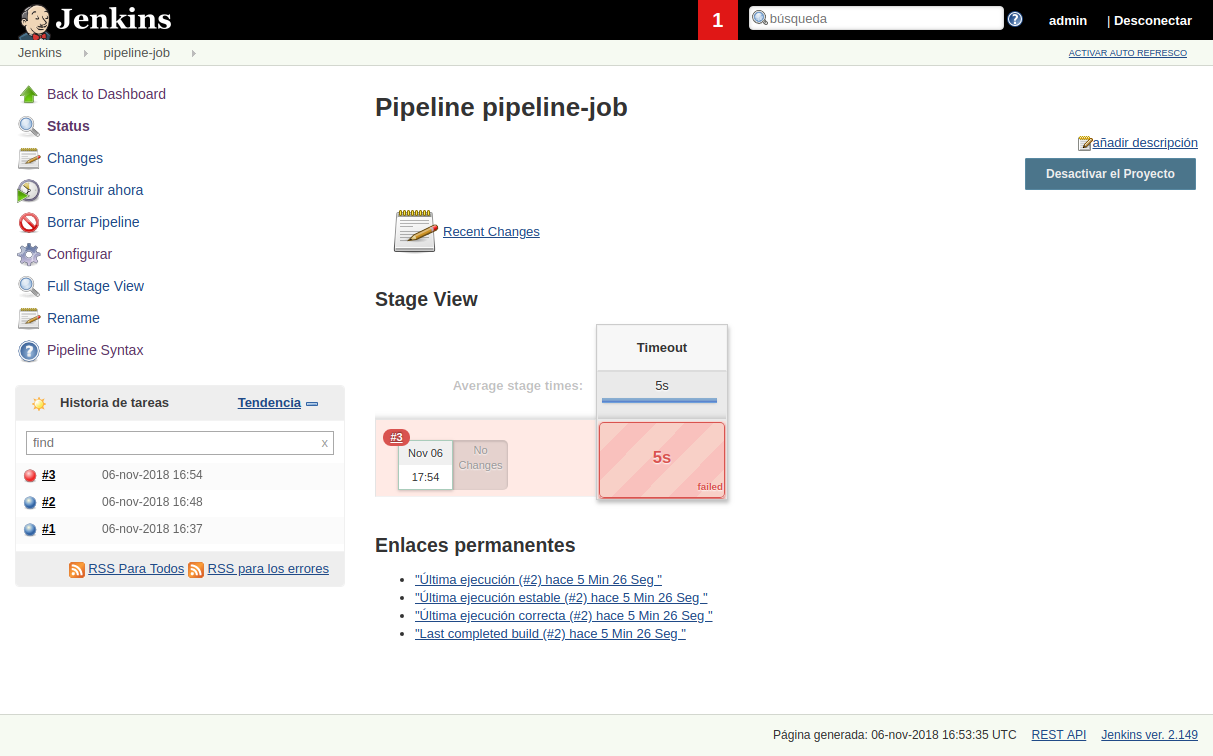 Jenkins
1
búsqueda
admin
| Desconectar
Jenkins
pipeline-job
ACTIVAR AUTO REFRESCO
Back to Dashboard
Status
Changes
Construir ahora
Borrar Pipeline
Configurar
Full Stage View
Rename
Pipeline Syntax
Historia de tareas
Tendencia
find
x
#3 06-nov-2018 16:54
#2 06-nov-2018 16:48
#1 06-nov-2018 16:37
RSS Para Todos
RSS para los errores
Pipeline pipeline-job
añadir descripción
Desactivar el Proyecto
Recent Changes
Stage View
Timeout
Average stage times:
5s
#3
Nov 06
17:54
No
Changes
5s
failed
Enlaces permanentes
"Última ejecución (#2) hace 5 Min 26 Seg "
"Última ejecución estable (#2) hace 5 Min 26 Seg "
"Última ejecución correcta (#2) hace 5 Min 26 Seg "
"Last completed build (#2) hace 5 Min 26 Seg "
Página generada: 06-nov-2018 16:53:35 UTC
REST API
Jenkins ver. 2.149